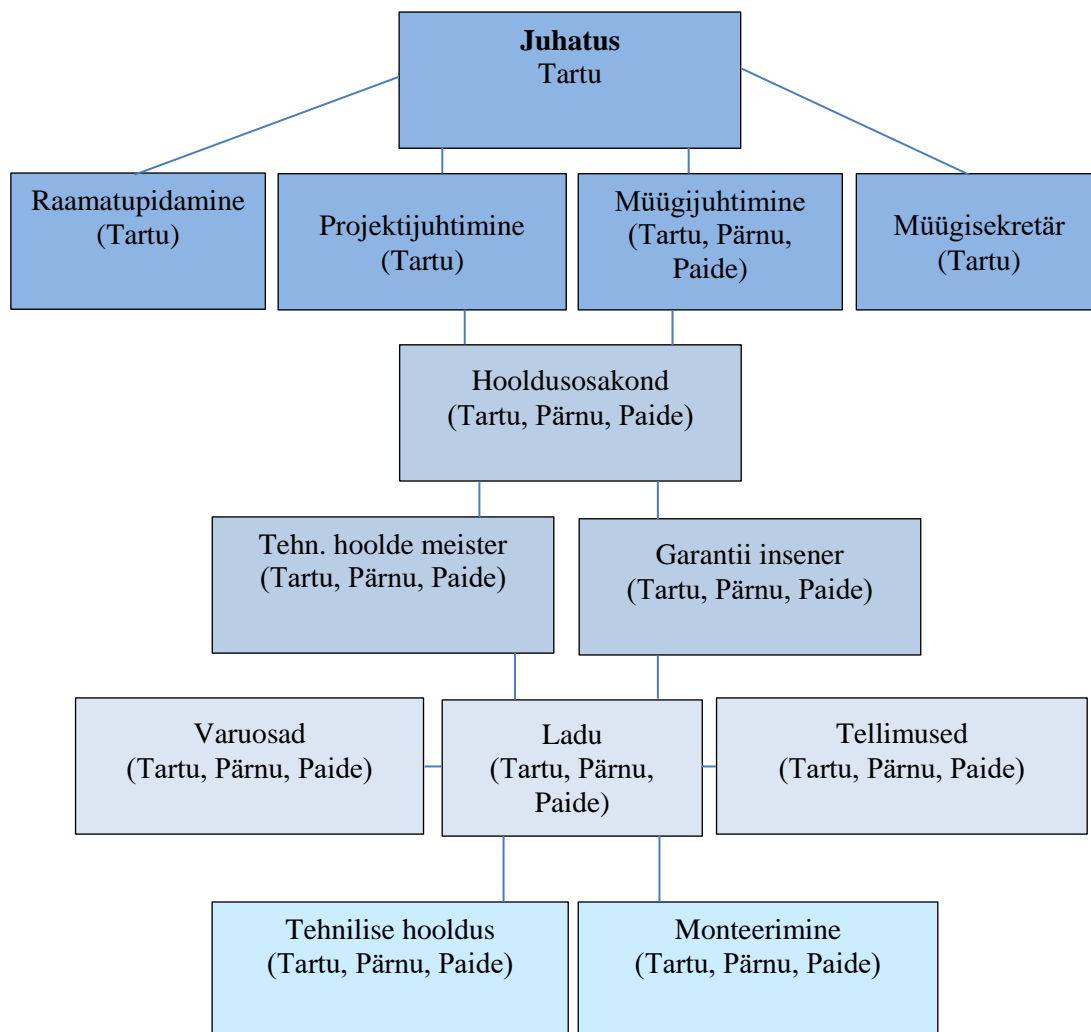 Juhatus
Tartu
Raamatupidamine
(Tartu)
Projektijuhtimine
(Tartu)
Müügijuhtimine
(Tartu, Pärnu,
Paide)
Müügisekretär
(Tartu)
Hooldusosakond
(Tartu, Pärnu, Paide)
Tehn. hoolde meister
(Tartu, Pärnu, Paide)
Garantii insener
(Tartu, Pärnu, Paide)
Varuosad
(Tartu, Pärnu, Paide)
Ladu
(Tartu, Pärnu,
Paide)
Tellimused
(Tartu, Pärnu, Paide)
Tehnilise hooldus
(Tartu, Pärnu, Paide)
Monteerimine
(Tartu, Pärnu, Paide)